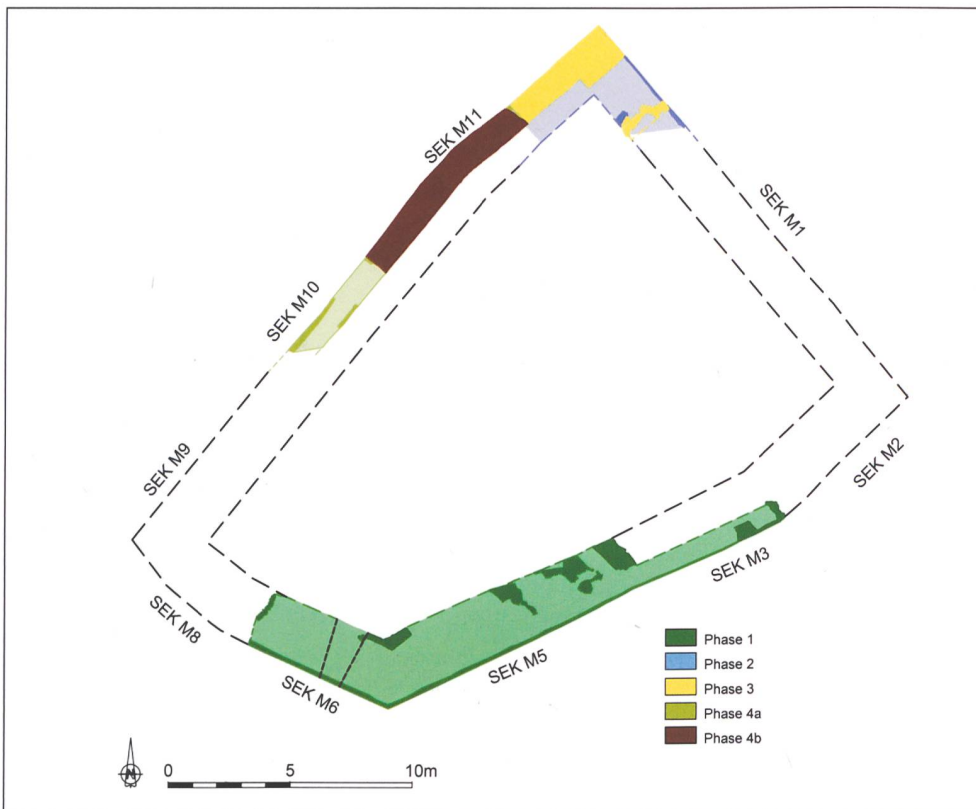 SEK M11
SEK M1
SEK M10
SEK M9
SEK M2
SEK M3
SEK M8
SEK M5
SEK M6
Phase 1
Phase 2
Phase 3
Phase 4a
Phase 4b
N
0 5 10m